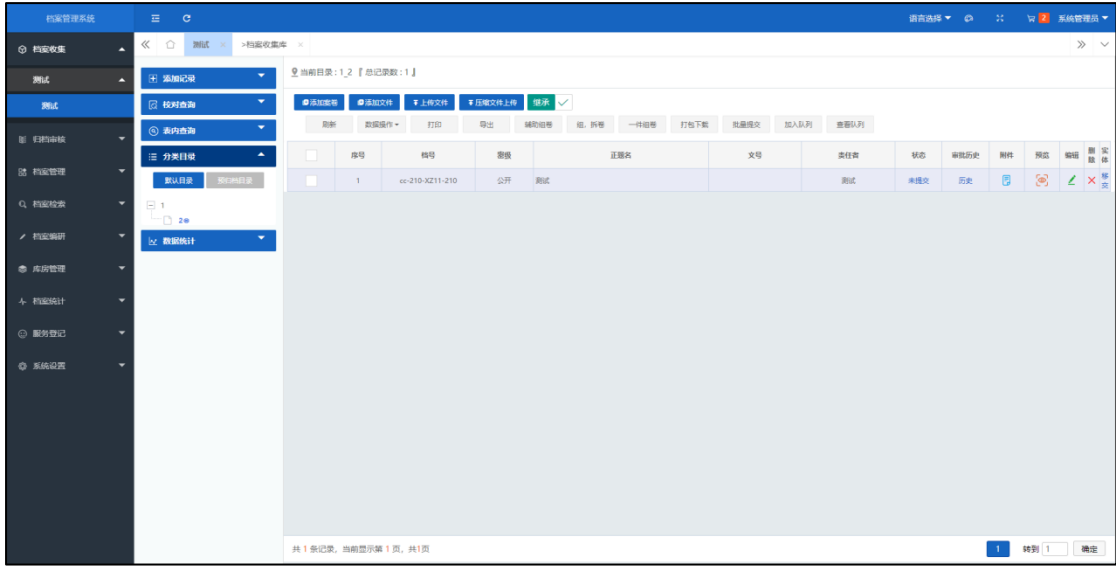 档案管理系统
语言选择
2
系统管理员
档案收集
测试
测试
归档审核
档案管理
档案检索
档案编研
库房管理
档案统计
服务登记
系统设置
测试 ×
>档案收集库 ×
添加记录
校对查询
表内查询
分类目录
默认目录 预归档目录
1
2
数据统计
当前目录:1_2 『 总记录数:1 』
添加案卷 添加文件 上传文件 压缩文件上传 继承
刷新 数据操作 打印 导出 辅助组卷 组、拆卷 一件组卷 打包下载 批量提交 加入队列 查看队列
序号 档号 密级 正题名 文号 责任者 状态 审批历史 附件 预览 编辑 删除 实体
1 cc-210-XZ11-210 公开 测试 测试 未提交 历史 移交
共 1 条记录, 当前显示第 1 页, 共1页
1 转到 1 确定